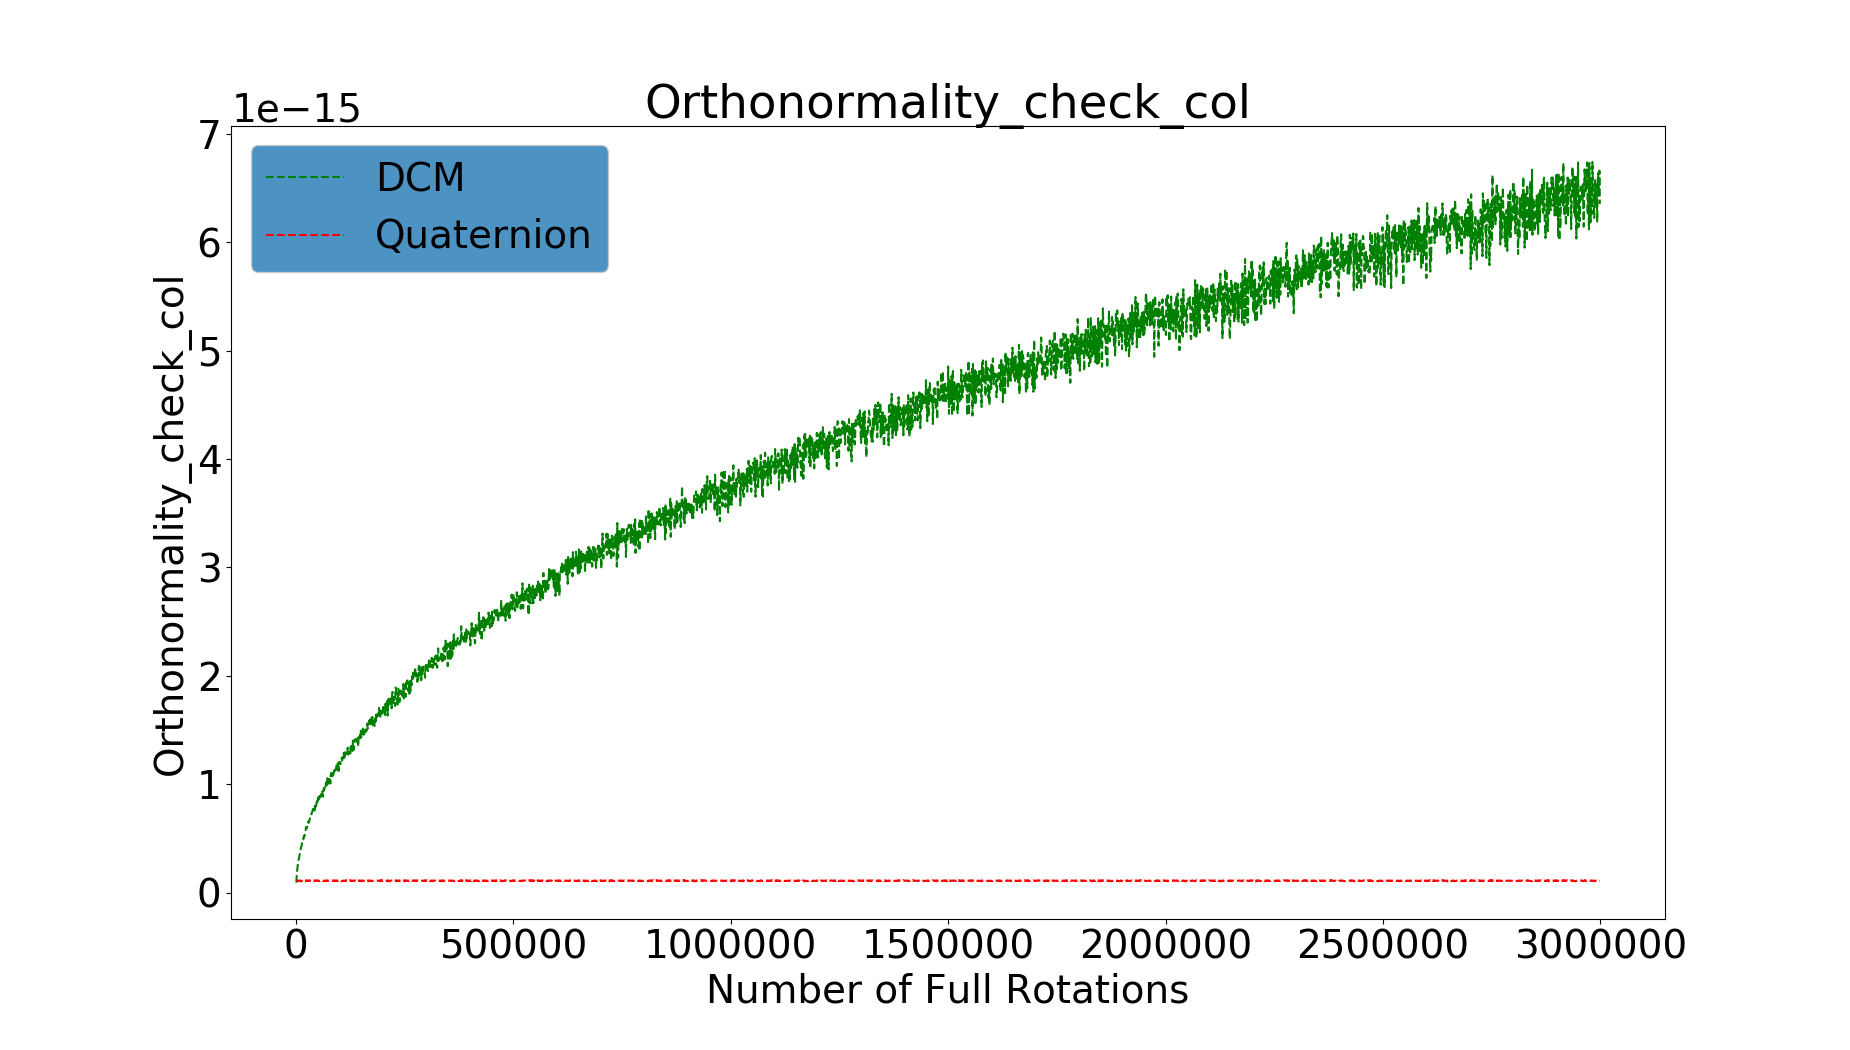 Orthonormality_check_col
1e−15
7
6
5
4
3
2
1
0
Orthonormality_check_col
DCM
Quaternion
0 500000 1000000 1500000 2000000 2500000 3000000
Number of Full Rotations